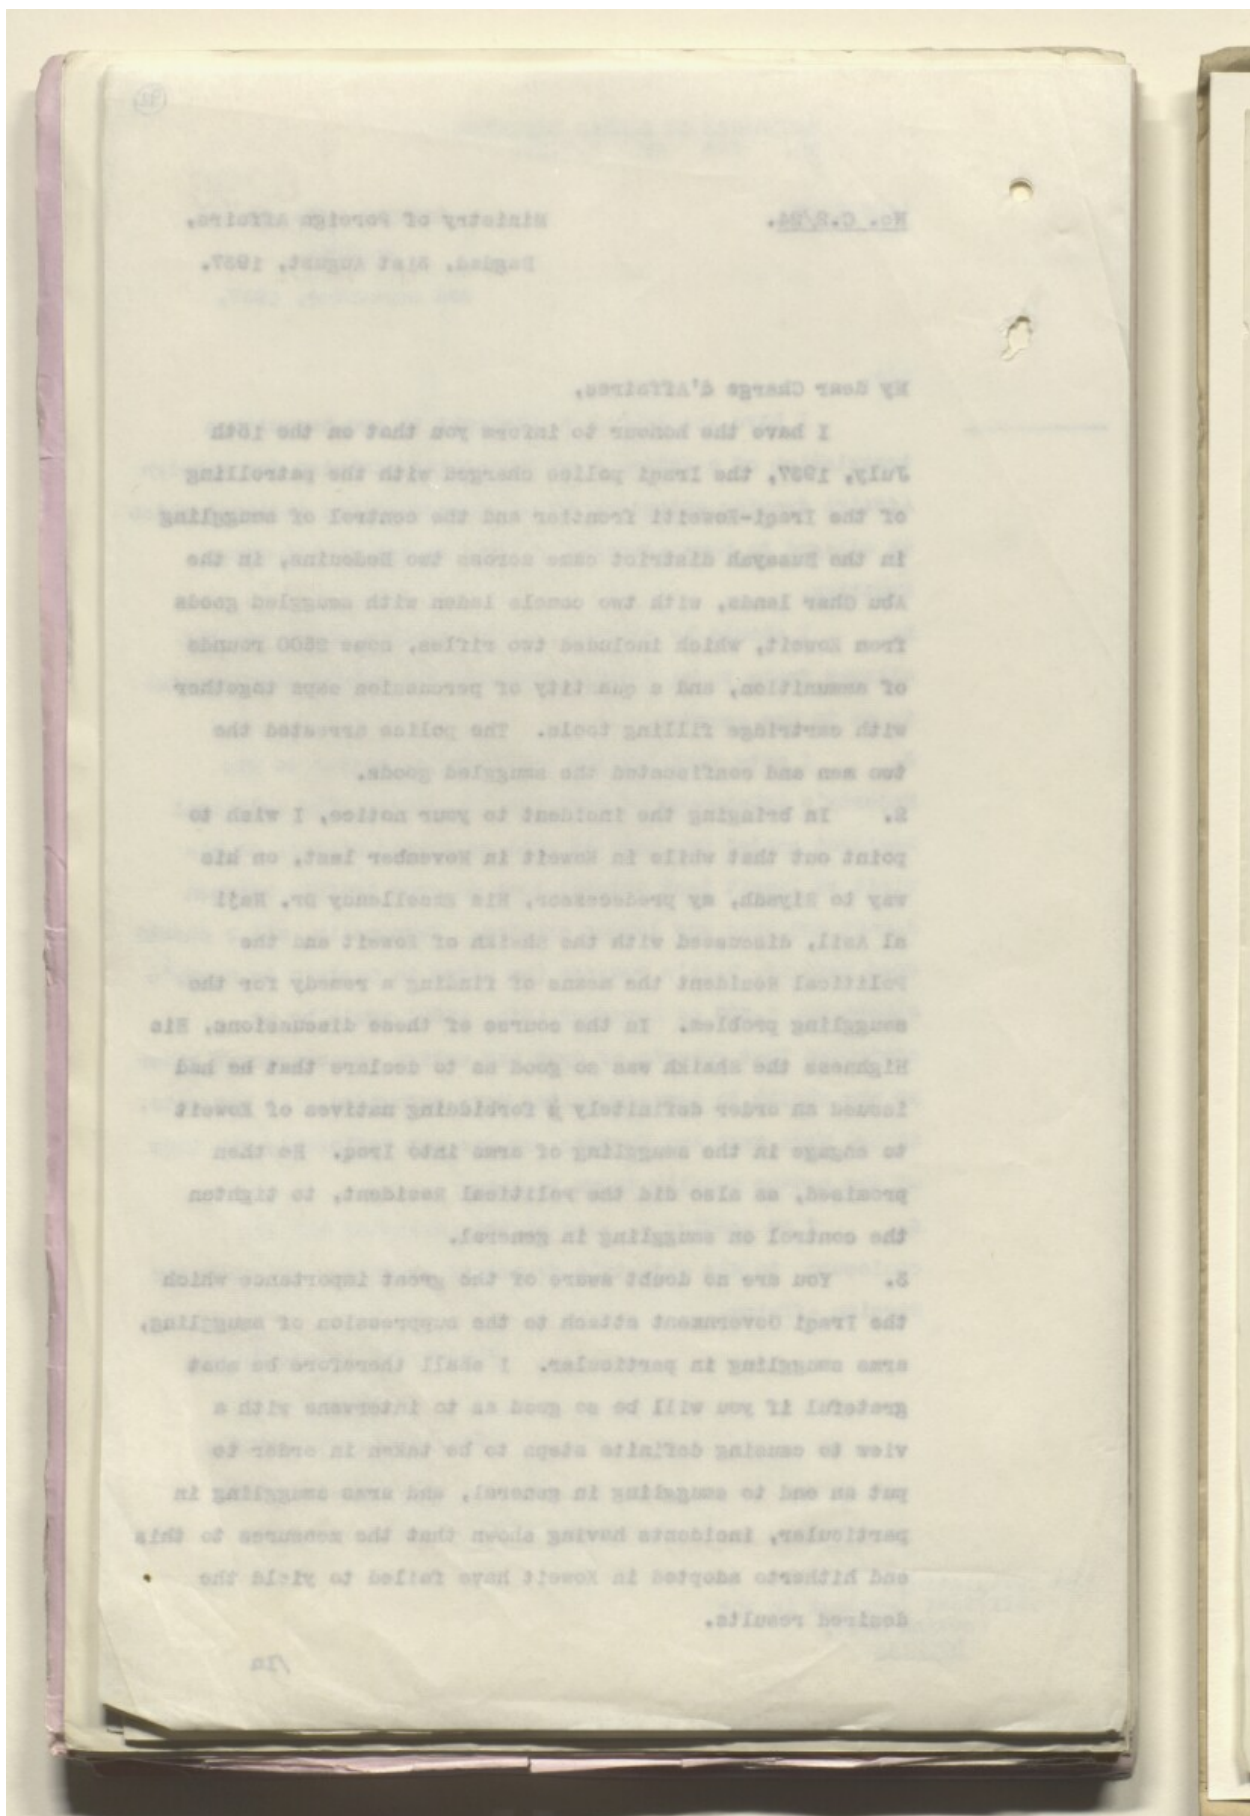 No. C.2/24.
Ministry of Foreign Affairs,
Bagdad, 21st August, 1937.
My dear Charge d'Affaires,
I have the honour to inform you that on the 16th
July, 1937, the Iraqi police charged with the patrolling
of the Iraqi-Koweiti frontier and the control of smuggling
in the Busayah district came across two Bedouins, in the
Abu Ghar lands, with two camels laden with smuggled goods
from Koweit, which included two rifles, some 2500 rounds
of ammunition, and a quantity of percussion caps together
with cartridge filling tools. The police arrested the
two men and confiscated the smuggled goods.
2. In bringing the incident to your notice, I wish to
point out that while in Koweit in November last, on his
way to Riyadh, my predecessor, His Excellency Dr. Naji
al Asil, discussed with the Shaikh of Koweit and the
Political Resident the means of finding a remedy for the
smuggling problem. In the course of these discussions, His
Highness the Shaikh was so good as to declare that he had
issued an order definitely forbidding natives of Koweit
to engage in the smuggling of arms into Iraq. He then
promised, as also did the Political Resident, to tighten
the control on smuggling in general.
3. You are no doubt aware of the great importance which
the Iraqi Government attach to the suppression of smuggling,
arms smuggling in particular. I shall therefore be most
grateful if you will be so good as to intervene with a
view to causing definite steps to be taken in order to
put an end to smuggling in general, and arms smuggling in
particular, incidents having shown that the measures to this
end hitherto adopted in Koweit have failed to yield the
desired results.
/In